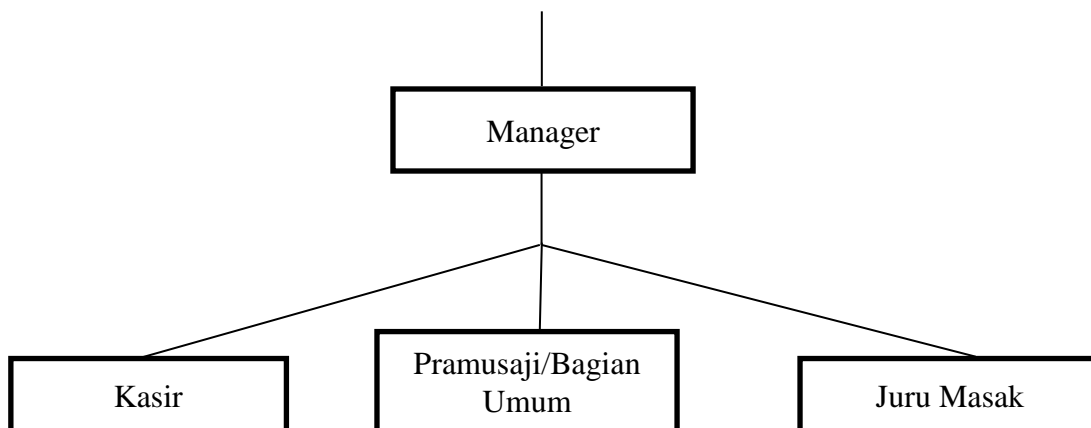 Manager
Pramusaji/Bagian
Umum
Kasir
Juru Masak